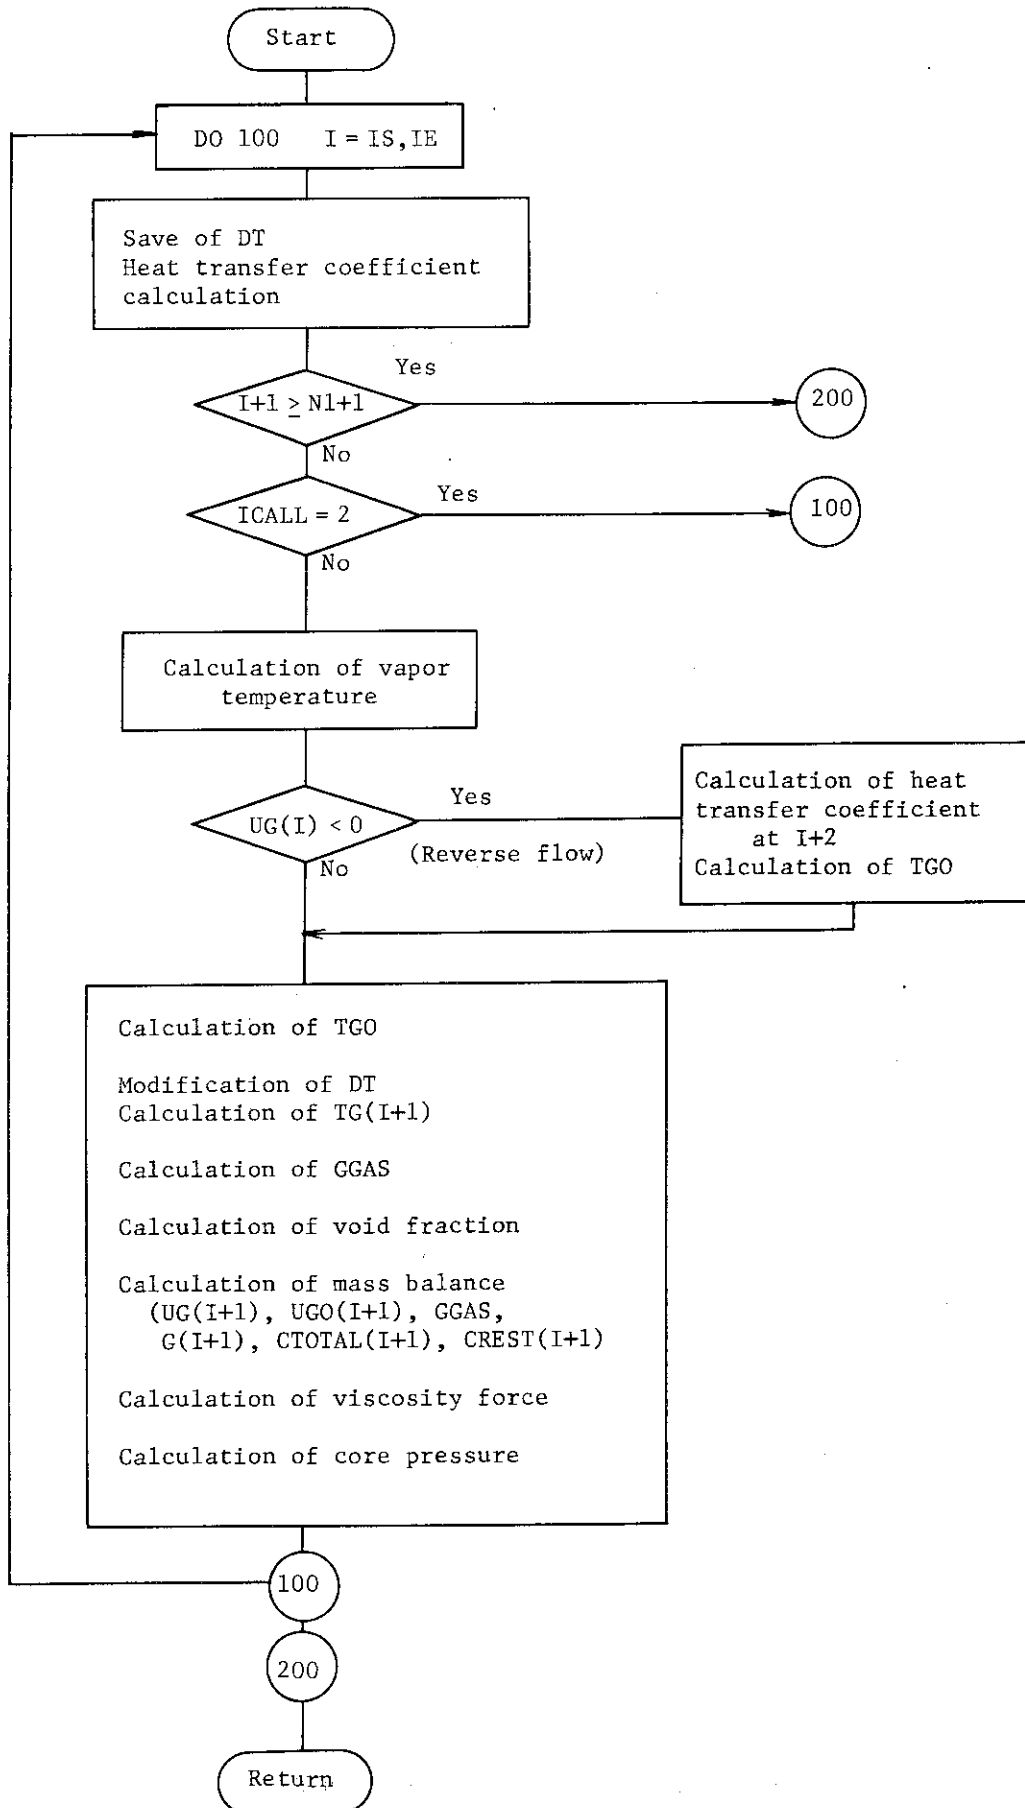 Start
DO 100 I = IS, IE
Save of DT
Heat transfer coefficient
calculation
Yes
I+1 ≥ N1+1
200
No
Yes
ICALL = 2
100
No
Calculation of vapor
temperature
Calculation of heat
transfer coefficient
at I+2
Calculation of TGO
Yes
UG(I) < 0
(Reverse flow)
No
Calculation of TGO
Modification of DT
Calculation of TG(I+1)
Calculation of GGAS
Calculation of void fraction
Calculation of mass balance
(UG(I+1), UGO(I+1), GGAS,
G(I+1), CTOTAL(I+1), CREST(I+1)
Calculation of viscosity force
Calculation of core pressure
100
200
Return